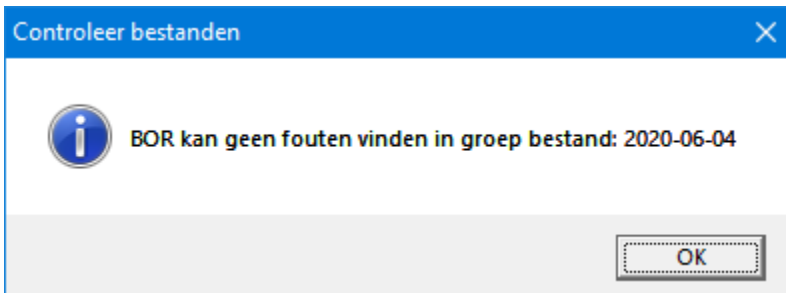 Controleer bestanden
BOR kan geen fouten vinden in groep bestand: 2020-06-04
OK